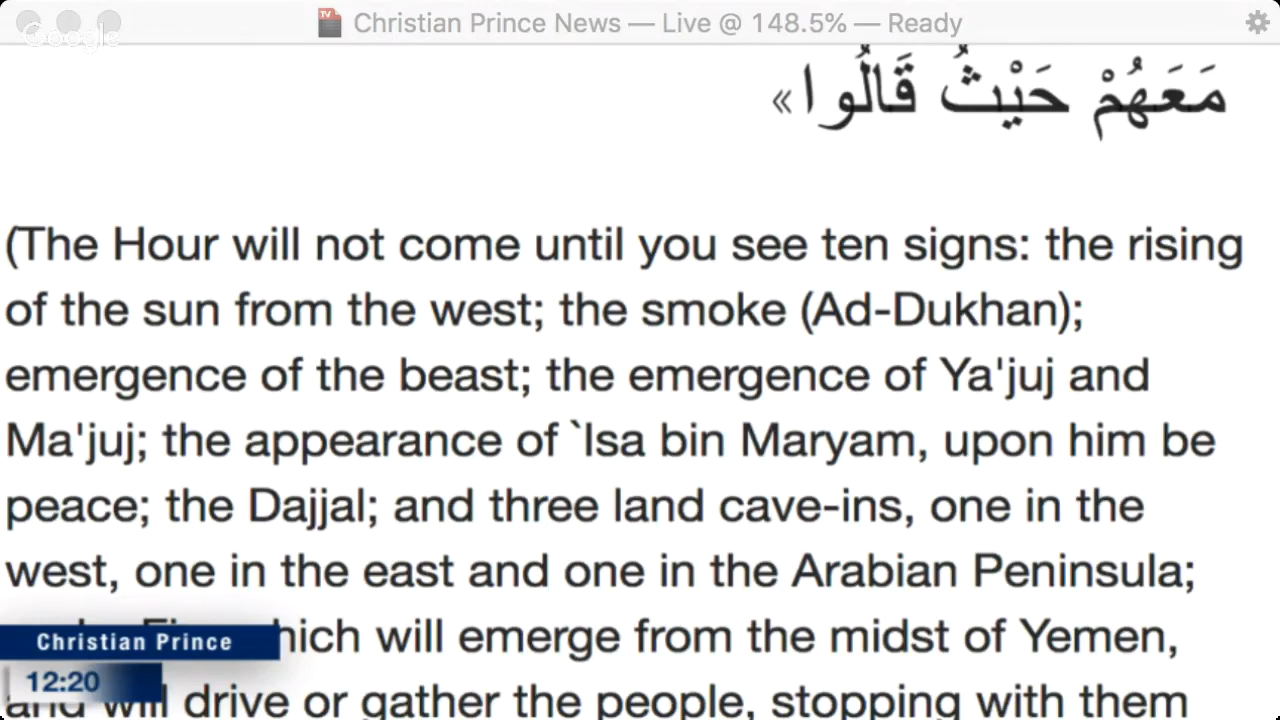 Christian Prince News — Live @ 148.5% — Ready
Google
مَعَهُمْ حَيْثُ قَالُوا»
(The Hour will not come until you see ten signs: the rising
of the sun from the west; the smoke (Ad-Dukhan);
emergence of the beast; the emergence of Ya'juj and
Ma'juj; the appearance of `Isa bin Maryam, upon him be
peace; the Dajjal; and three land cave-ins, one in the
west, one in the east and one in the Arabian Peninsula;
which will emerge from the midst of Yemen,
Christian Prince
and will drive or gather the people, stopping with them
12:20